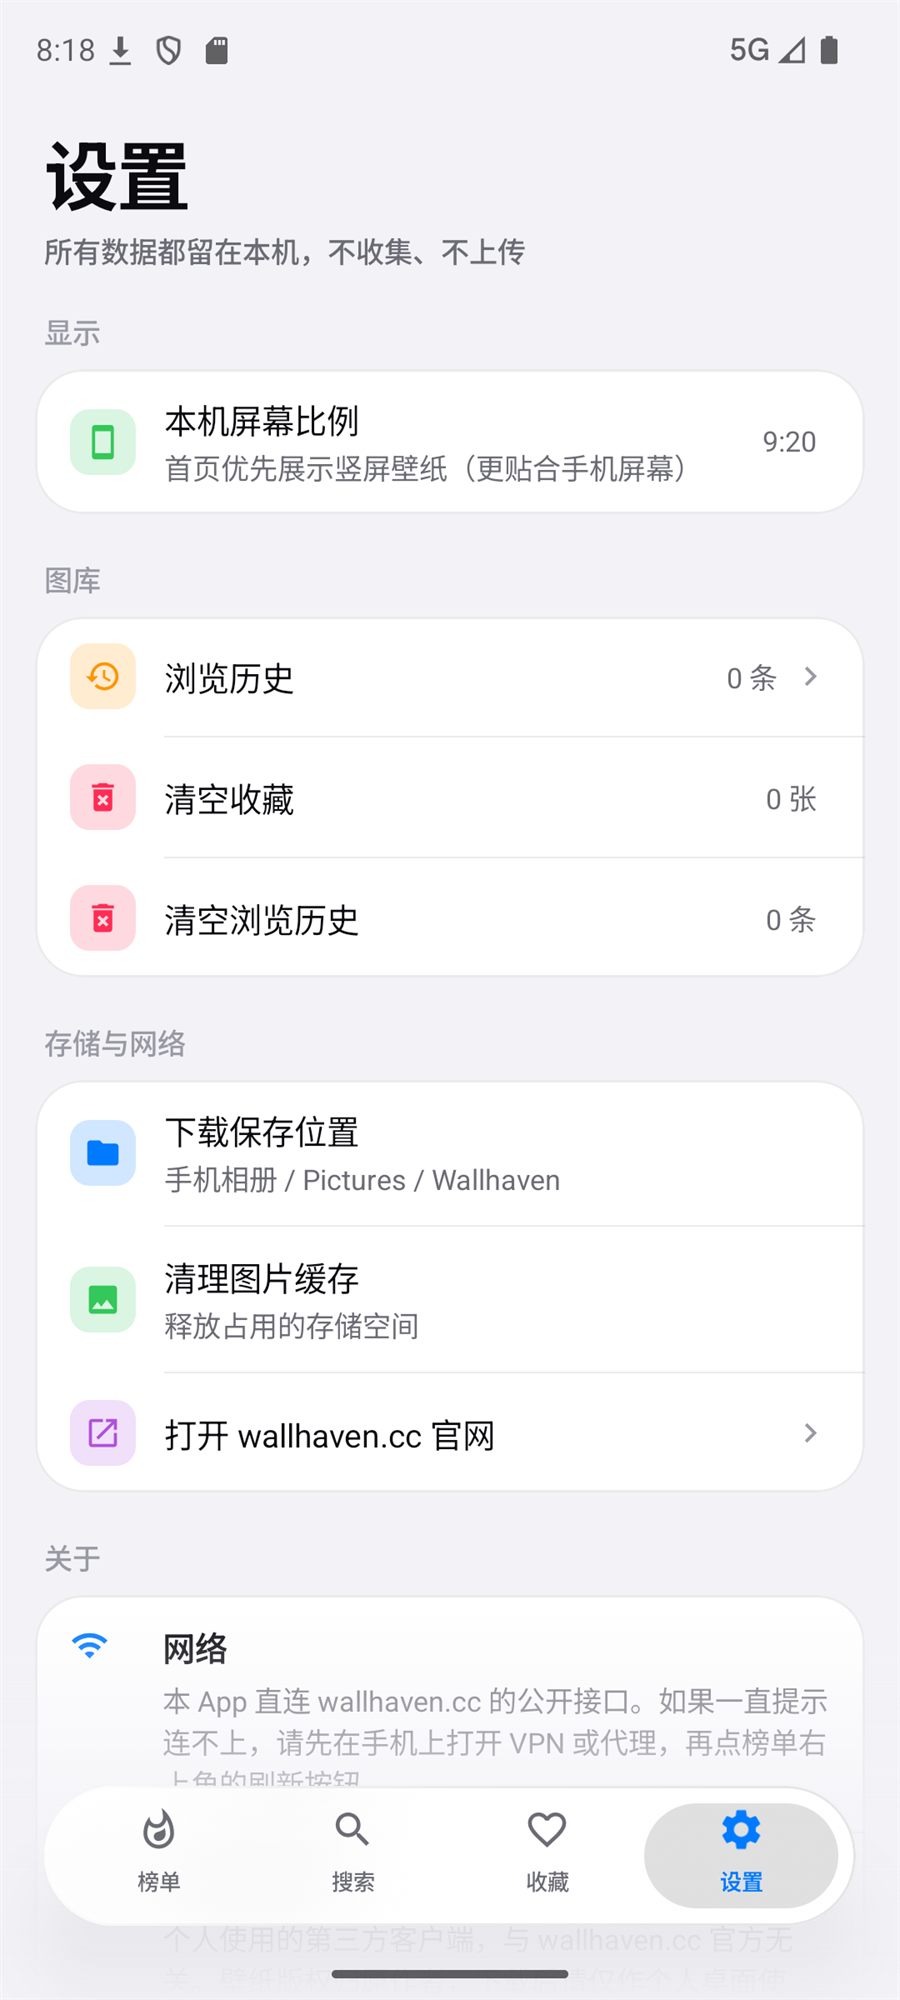 8:18
5G
设置
所有数据都留在本机，不收集、不上传
显示
本机屏幕比例
首页优先展示竖屏壁纸（更贴合手机屏幕）
9:20
图库
浏览历史
0 条
清空收藏
0 张
清空浏览历史
0 条
存储与网络
下载保存位置
手机相册 / Pictures / Wallhaven
清理图片缓存
释放占用的存储空间
打开 wallhaven.cc 官网
关于
网络
本 App 直连 wallhaven.cc 的公开接口。如果一直提示
连不上，请先在手机上打开 VPN 或代理，再点榜单右
上角的刷新按钮
榜单
搜索
收藏
设置
个人使用的第三方客户端，与 wallhaven.cc 官方无